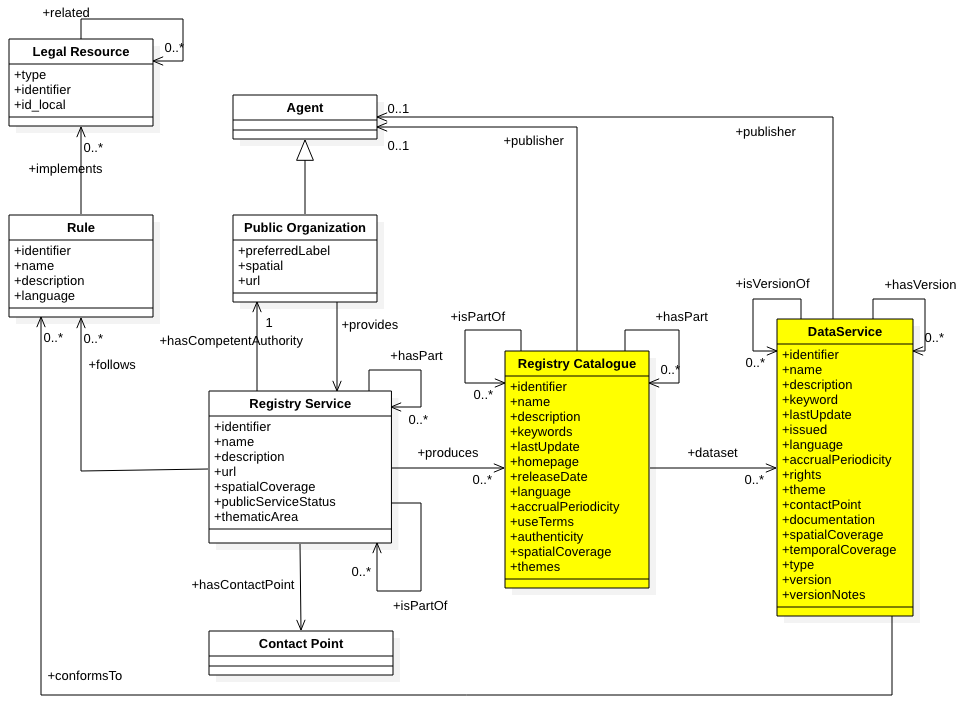 +related
0..*
Legal Resource
+type
+identifier
+id_local
0..*
+implements
Rule
+identifier
+name
+description
+language
0..*
0..*
+follows
Agent
0..1
0..1
+publisher
+publisher
Public Organization
+preferredLabel
+spatial
+url
1
+hasCompetentAuthority
+provides
+hasPart
0..*
Registry Service
+identifier
+name
+description
+url
+spatialCoverage
+publicServiceStatus
+thematicArea
+produces
0..*
0..*
+isPartOf
+hasContactPoint
Contact Point
+isPartOf
0..*
+hasPart
0..*
Registry Catalogue
+identifier
+name
+description
+keywords
+lastUpdate
+homepage
+releaseDate
+language
+accrualPeriodicity
+useTerms
+authenticity
+spatialCoverage
+themes
+dataset
0..*
+isVersionOf
0..*
+hasVersion
0..*
DataService
+identifier
+name
+description
+keyword
+lastUpdate
+issued
+language
+accrualPeriodicity
+rights
+theme
+contactPoint
+documentation
+spatialCoverage
+temporalCoverage
+type
+version
+versionNotes
+conformsTo